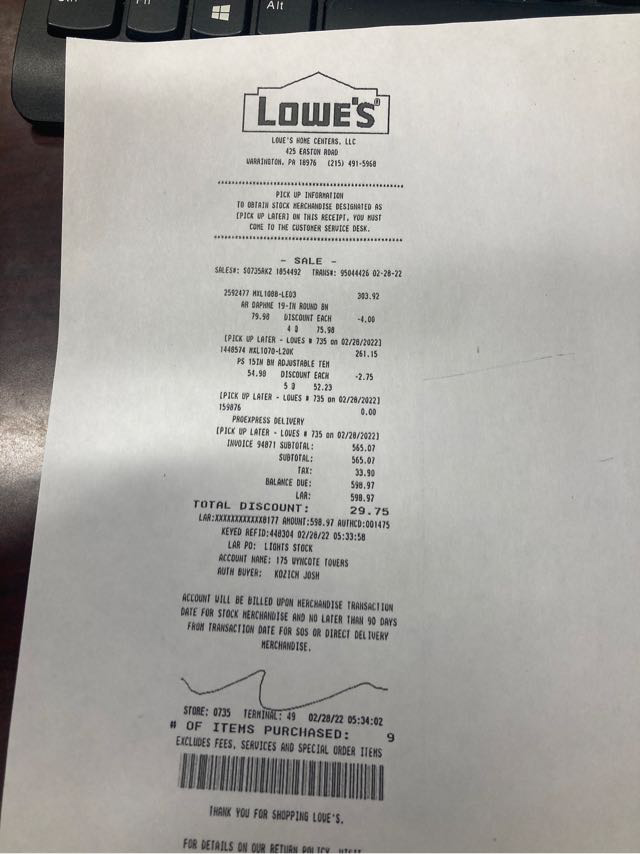 Fn
Alt
LOWE'S
LOWE'S HOME CENTERS, LLC
425 EASTON ROAD
WARRINGTON, PA 18976 (215) 491-5968
PICK UP INFORMATION
TO OBTAIN STOCK MERCHANDISE DESIGNATED AS
[PICK UP LATER] ON THIS RECEIPT, YOU MUST
COME TO THE CUSTOMER SERVICE DESK.
- SALE -
SALES#: S0735RK2 1854492 TRANS#: 95044426 02-28-22
2592477 MXL1088-LED3 303.92
AR DAPHNE 19-IN ROUND BN
79.98 DISCOUNT EACH -4.00
4 @ 75.98
[PICK UP LATER - LOWES # 735 on 02/28/2022]
1448574 MXL1070-L20K 261.15
PS 15IN BN ADJUSTABLE TEM
54.98 DISCOUNT EACH -2.75
5 @ 52.23
[PICK UP LATER - LOWES # 735 on 02/28/2022]
159876 0.00
PROEXPRESS DELIVERY
[PICK UP LATER - LOWES # 735 on 02/28/2022]
INVOICE 94871 SUBTOTAL: 565.07
SUBTOTAL: 565.07
TAX: 33.90
BALANCE DUE: 598.97
LAR: 598.97
TOTAL DISCOUNT: 29.75
LAR:XXXXXXXXXXXX8177 AMOUNT:598.97 AUTHCD:001475
KEYED REFID:448304 02/28/22 05:33:58
LAR PO: LIGHTS STOCK
ACCOUNT NAME: 175 WYNCOTE TOWERS
AUTH BUYER: KOZICH JOSH
ACCOUNT WILL BE BILLED UPON MERCHANDISE TRANSACTION
DATE FOR STOCK MERCHANDISE AND NO LATER THAN 90 DAYS
FROM TRANSACTION DATE FOR SOS OR DIRECT DELIVERY
MERCHANDISE.
STORE: 0735 TERMINAL: 49 02/28/22 05:34:02
# OF ITEMS PURCHASED: 9
EXCLUDES FEES, SERVICES AND SPECIAL ORDER ITEMS
THANK YOU FOR SHOPPING LOWE'S.
FOR DETAILS ON OUR RETURN POLICY, VISIT